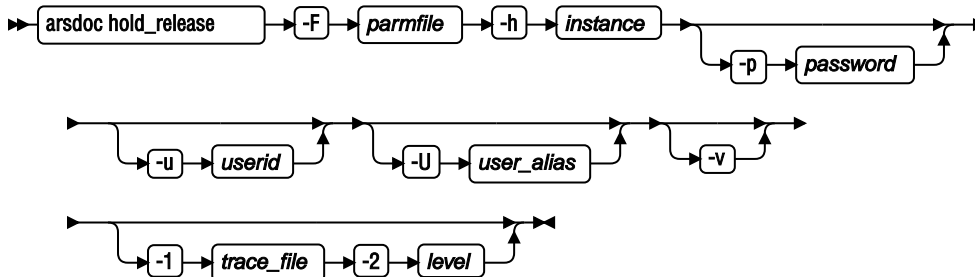 arsdoc hold_release -F parmfile -h instance
-p password
-u userid -U user_alias -v
-1 trace_file -2 level